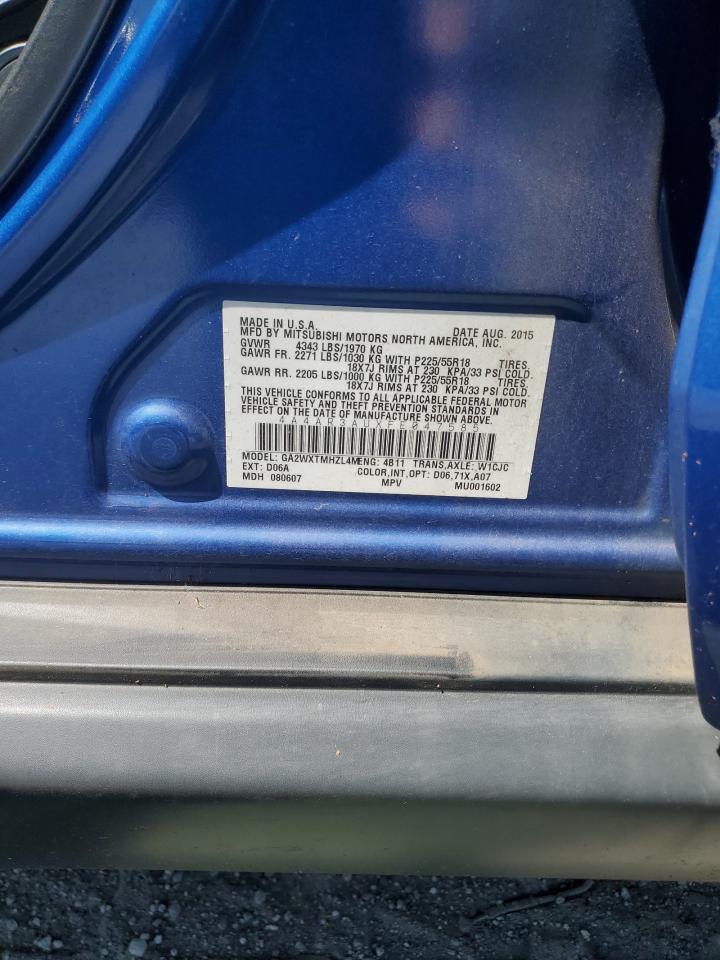 MADE IN U.S.A. DATE AUG. 2015
MFD BY MITSUBISHI MOTORS NORTH AMERICA, INC.
GVWR 4343 LBS/1970 KG
GAWR FR. 2271 LBS/1030 KG WITH P225/55R18 TIRES.
18X7J RIMS AT 230 KPA/33 PSI COLD.
GAWR RR. 2205 LBS/1000 KG WITH P225/55R18 TIRES.
18X7J RIMS AT 230 KPA/33 PSI COLD.
THIS VEHICLE CONFORMS TO ALL APPLICABLE FEDERAL MOTOR
VEHICLE SAFETY AND THEFT PREVENTION STANDARDS IN
EFFECT ON THE DATE OF MANUFACTURE SHOWN ABOVE.
4A4AR3AUXFE047585
MODEL: GA2WXTMHZL4M ENG: 4B11 TRANS,AXLE: W1CJC
EXT: D06A COLOR,INT,OPT: D06,71X,A07
MDH 080607 MPV MU001602